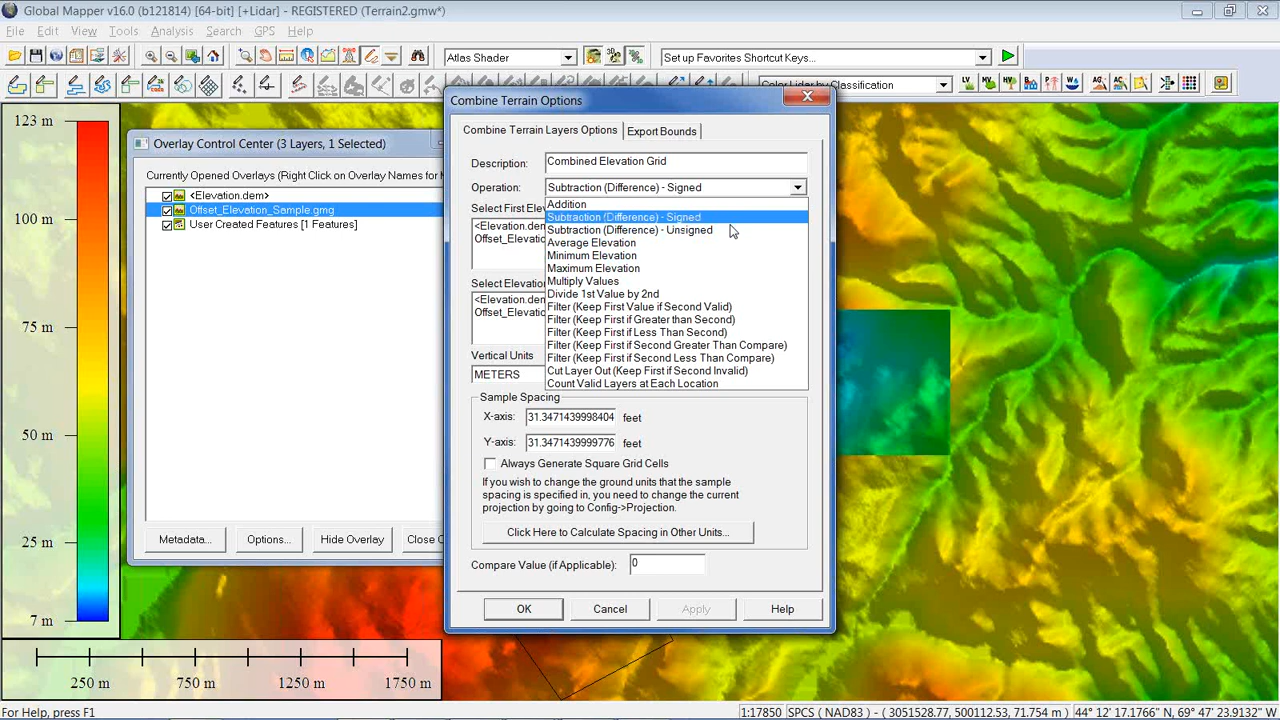 Global Mapper v16.0 (b121814) [64-bit] [+Lidar] - REGISTERED (Terrain2.gmw*)
File Edit View Tools Analysis Search GPS Help
Atlas Shader
Set up Favorites Shortcut Keys...
Color Lidar by Classification
123 m
100 m
75 m
50 m
25 m
7 m
Overlay Control Center (3 Layers, 1 Selected)
Currently Opened Overlays (Right Click on Overlay Names for M
<Elevation.dem>
Offset_Elevation_Sample.gmg
User Created Features [1 Features]
Metadata...
Options...
Hide Overlay
Close O
Combine Terrain Options
Combine Terrain Layers Options
Export Bounds
Description:
Combined Elevation Grid
Operation:
Subtraction (Difference) - Signed
Select First Elev
<Elevation.dem
Offset_Elevatio
Addition
Subtraction (Difference) - Signed
Subtraction (Difference) - Unsigned
Average Elevation
Minimum Elevation
Maximum Elevation
Multiply Values
Divide 1st Value by 2nd
Filter (Keep First Value if Second Valid)
Filter (Keep First if Greater than Second)
Filter (Keep First if Less Than Second)
Filter (Keep First if Second Greater Than Compare)
Filter (Keep First if Second Less Than Compare)
Cut Layer Out (Keep First if Second Invalid)
Count Valid Layers at Each Location
Select Elevation
<Elevation.dem
Offset_Elevatio
Vertical Units
METERS
Sample Spacing
X-axis: 31.3471439998404 feet
Y-axis: 31.3471439999776 feet
Always Generate Square Grid Cells
If you wish to change the ground units that the sample
spacing is specified in, you need to change the current
projection by going to Config->Projection.
Click Here to Calculate Spacing in Other Units...
Compare Value (if Applicable): 0
OK
Cancel
Apply
Help
250 m 750 m 1250 m 1750 m
For Help, press F1
1:17850 SPCS (NAD83) - ( 3051528.77, 500112.53, 71.754 m ) 44° 12' 17.1766" N, 69° 47' 23.9132" W